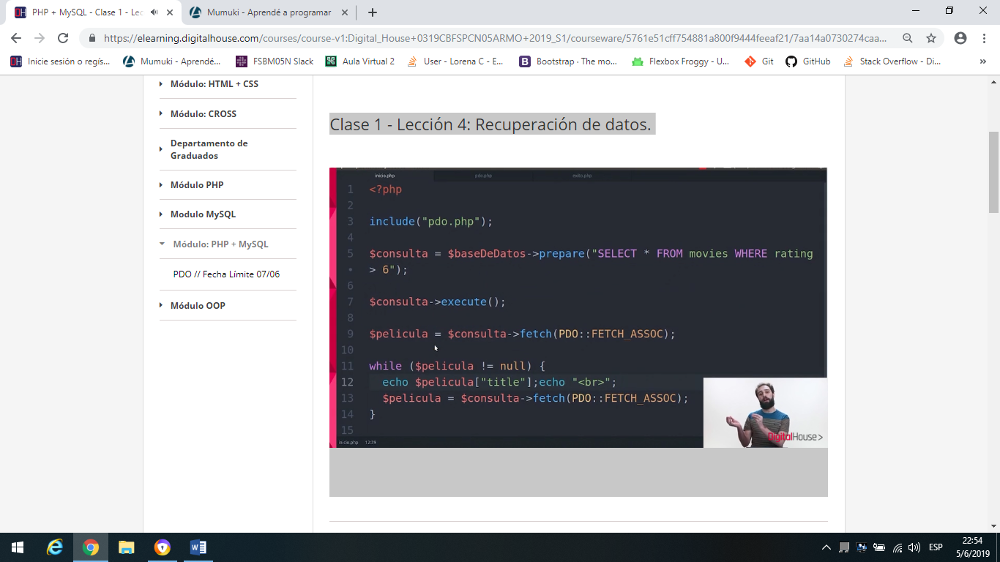 PHP + MySQL - Clase 1 - Lec
Mumuki - Aprendé a programar
https://elearning.digitalhouse.com/courses/course-v1:Digital_House+0319CBFSPCN05ARMO+2019_S1/courseware/5761e51cff754881a800f9444feeaf21/7aa14a0730274caa...
Inicie sesión o regís...
Mumuki - Aprendé...
FSBM05N Slack
Aula Virtual 2
User - Lorena C - E...
Bootstrap · The mo...
Flexbox Froggy - U...
Git
GitHub
Stack Overflow - Di...
»
Módulo: HTML + CSS
Módulo: CROSS
Departamento de
Graduados
Módulo PHP
Modulo MySQL
Módulo: PHP + MySQL
PDO // Fecha Límite 07/06
Módulo OOP
Clase 1 - Lección 4: Recuperación de datos.
inicio.php pdo.php exito.php
1 <?php
2
3 include("pdo.php");
4
5 $consulta = $baseDeDatos->prepare("SELECT * FROM movies WHERE rating
• > 6");
6
7 $consulta->execute();
8
9 $pelicula = $consulta->fetch(PDO::FETCH_ASSOC);
10
11 while ($pelicula != null) {
12 echo $pelicula["title"];echo "<br>";
13 $pelicula = $consulta->fetch(PDO::FETCH_ASSOC);
14 }
15
inicio.php 12:39
DigitalHouse>
ESP
22:54
5/6/2019